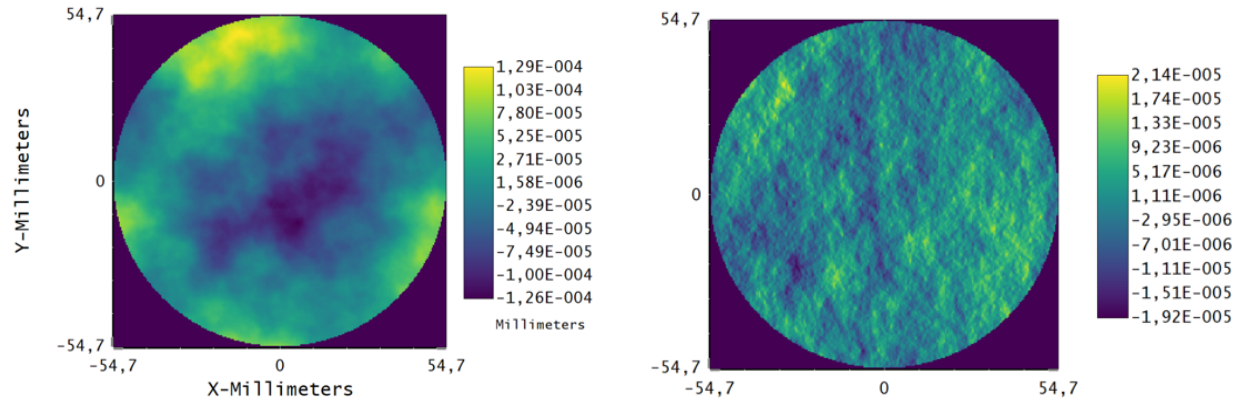 54,7
0
-54,7
Y-Millimeters
-54,7
0
54,7
X-Millimeters
1,29E-004
1,03E-004
7,80E-005
5,25E-005
2,71E-005
1,58E-006
-2,39E-005
-4,94E-005
-7,49E-005
-1,00E-004
-1,26E-004
Millimeters
54,7
0
-54,7
-54,7
0
54,7
2,14E-005
1,74E-005
1,33E-005
9,23E-006
5,17E-006
1,11E-006
-2,95E-006
-7,01E-006
-1,11E-005
-1,51E-005
-1,92E-005